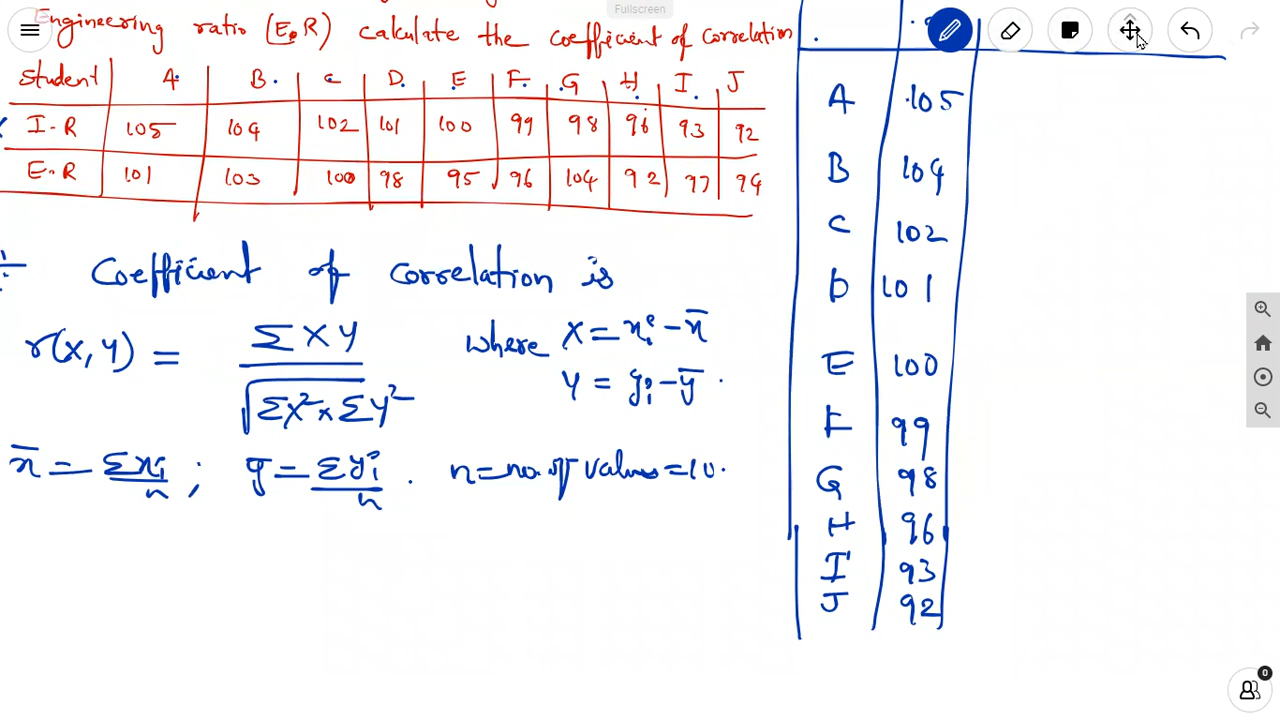 Fullscreen
Engineering ratio (E.R) calculate the coefficient of correlation
Student A B C D E F G H I J
I-R 105 104 102 101 100 99 98 96 93 92
E-R 101 103 100 98 95 96 104 92 97 94
Coefficient of correlation is
r(x, y) = ΣXY / √ΣX²×ΣY² where X = xi - x̄
Y = yi - ȳ .
x̄ = Σxi/n ; ȳ = Σyi/n . n=no. of values=10.
A 105
B 104
C 102
D 101
E 100
F 99
G 98
H 96
I 93
J 92
0